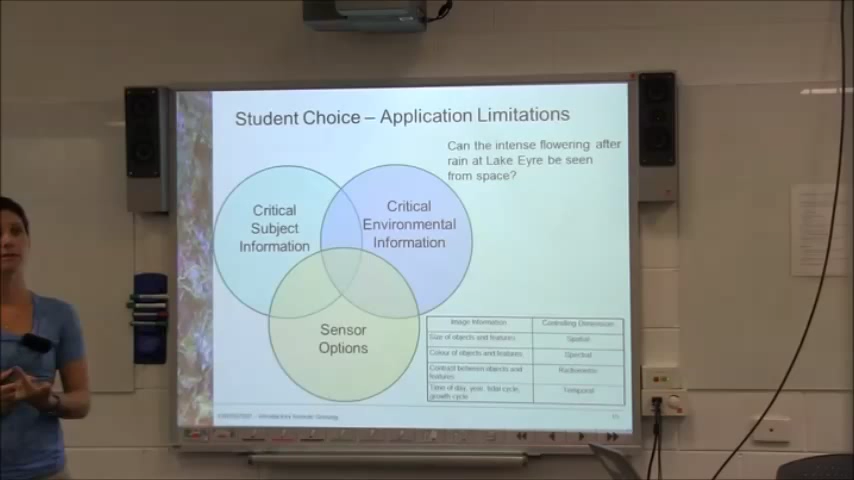 Student Choice – Application Limitations
Can the intense flowering after
rain at Lake Eyre be seen
from space?
Critical
Subject
Information
Critical
Environmental
Information
Sensor
Options
Image Information Controlling Dimension
Size of objects and features Spatial
Colour of objects and features Spectral
Contrast between objects and
features Radiometric
Time of day, year, tidal cycle,
growth cycle Temporal